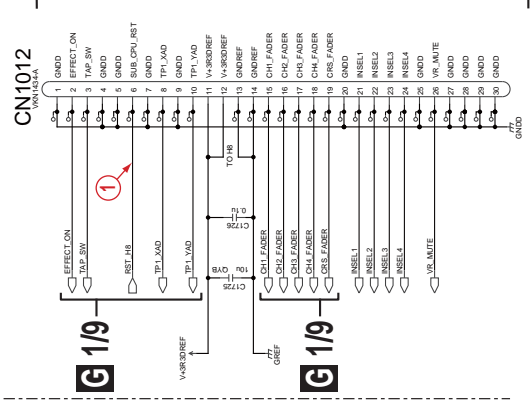 CN1012
VKN1434-A
1 GNDD
2 EFFECT_ON
3 TAP_SW
4 GNDD
5 GNDD
6 SUB_CPU_RST
7 GNDD
8 TP1_XAD
9 GNDD
10 TP1_YAD
11 V+3R3DREF
12 V+3R3DREF
13 GNDREF
14 GNDREF
15 CH1_FADER
16 CH2_FADER
17 CH3_FADER
18 CH4_FADER
19 CRS_FADER
20 GNDD
21 INSEL1
22 INSEL2
23 INSEL3
24 INSEL4
25 GNDD
26 VR_MUTE
27 GNDD
28 GNDD
29 GNDD
30 GNDD
GNDD
1
TO H8
C1726
0.1u
C1725
10u
QYB
EFFECT_ON
TAP_SW
RST_H8
TP1_XAD
TP1_YAD
CH1_FADER
CH2_FADER
CH3_FADER
CH4_FADER
CRS_FADER
INSEL1
INSEL2
INSEL3
INSEL4
VR_MUTE
V+3R3DREF
GREF
G 1/9
G 1/9